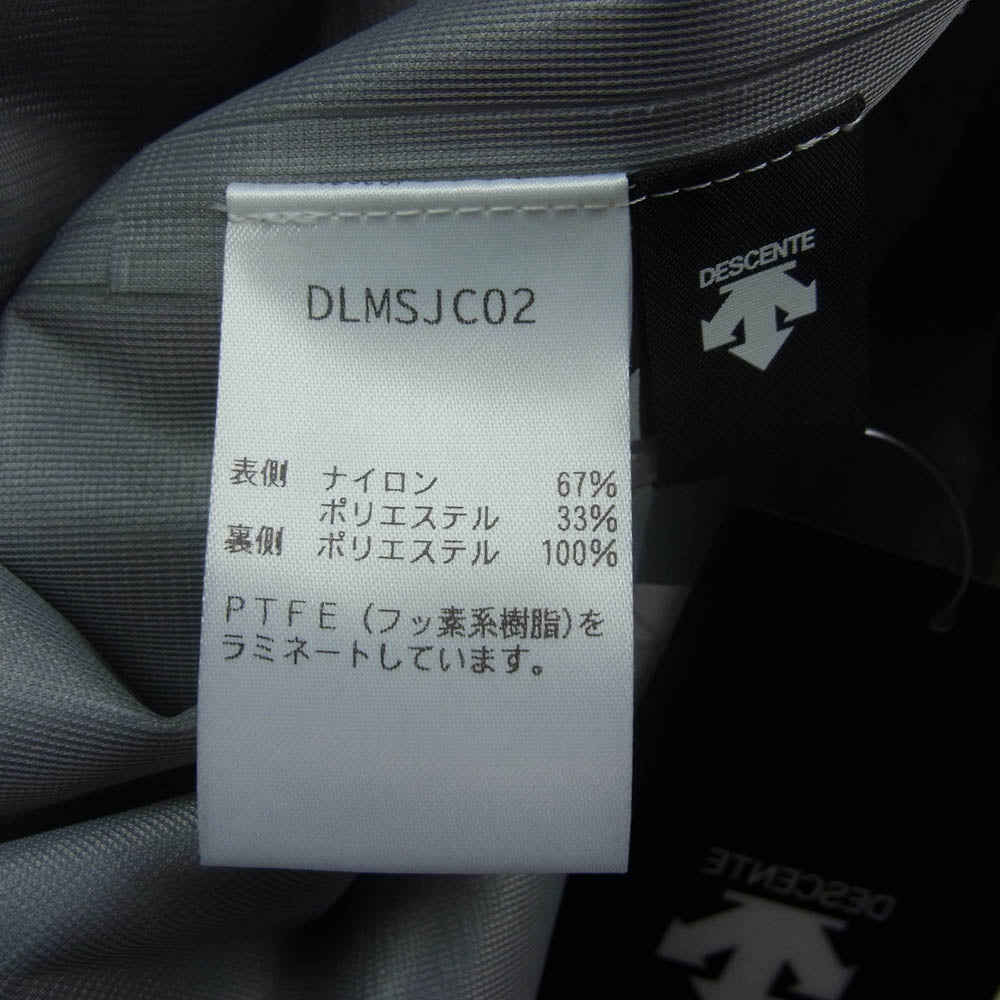 DLMSJC02
DESCENTE
表側 ナイロン 67%
ポリエステル 33%
裏側 ポリエステル 100%
PTFE (フッ素系樹脂)を
ラミネートしています。
DESCENTE